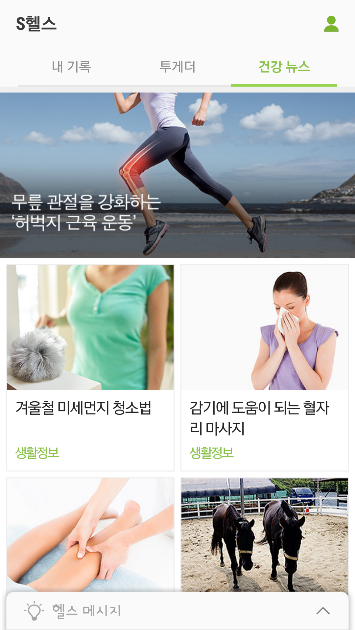 S헬스
내 기록 투게더 건강 뉴스
무릎 관절을 강화하는
'허벅지 근육 운동'
겨울철 미세먼지 청소법
생활정보
감기에 도움이 되는 혈자
리 마사지
생활정보
헬스 메시지